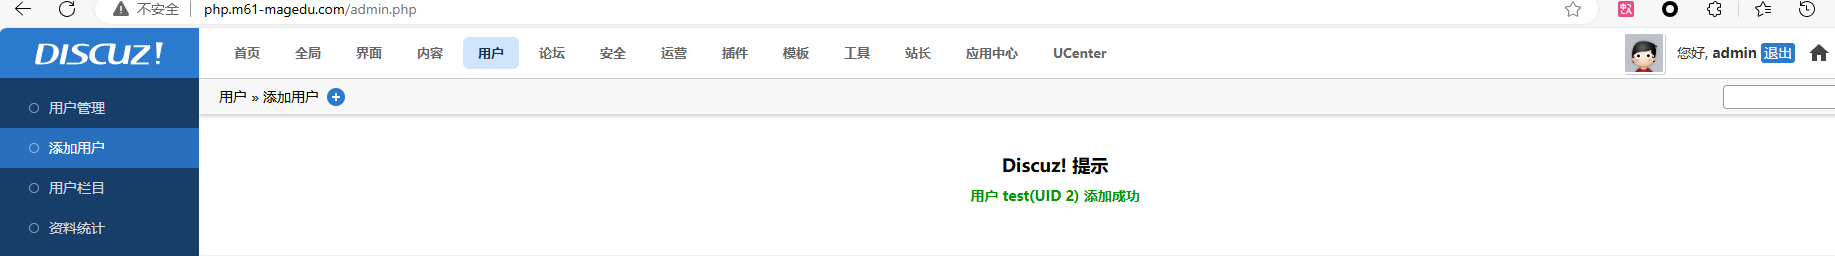 不安全 php.m61-magedu.com/admin.php
DISCUZ! 首页 全局 界面 内容 用户 论坛 安全 运营 插件 模板 工具 站长 应用中心 UCenter 您好, admin 退出
用户 » 添加用户
用户管理
添加用户
用户栏目
资料统计
Discuz! 提示
用户 test(UID 2) 添加成功